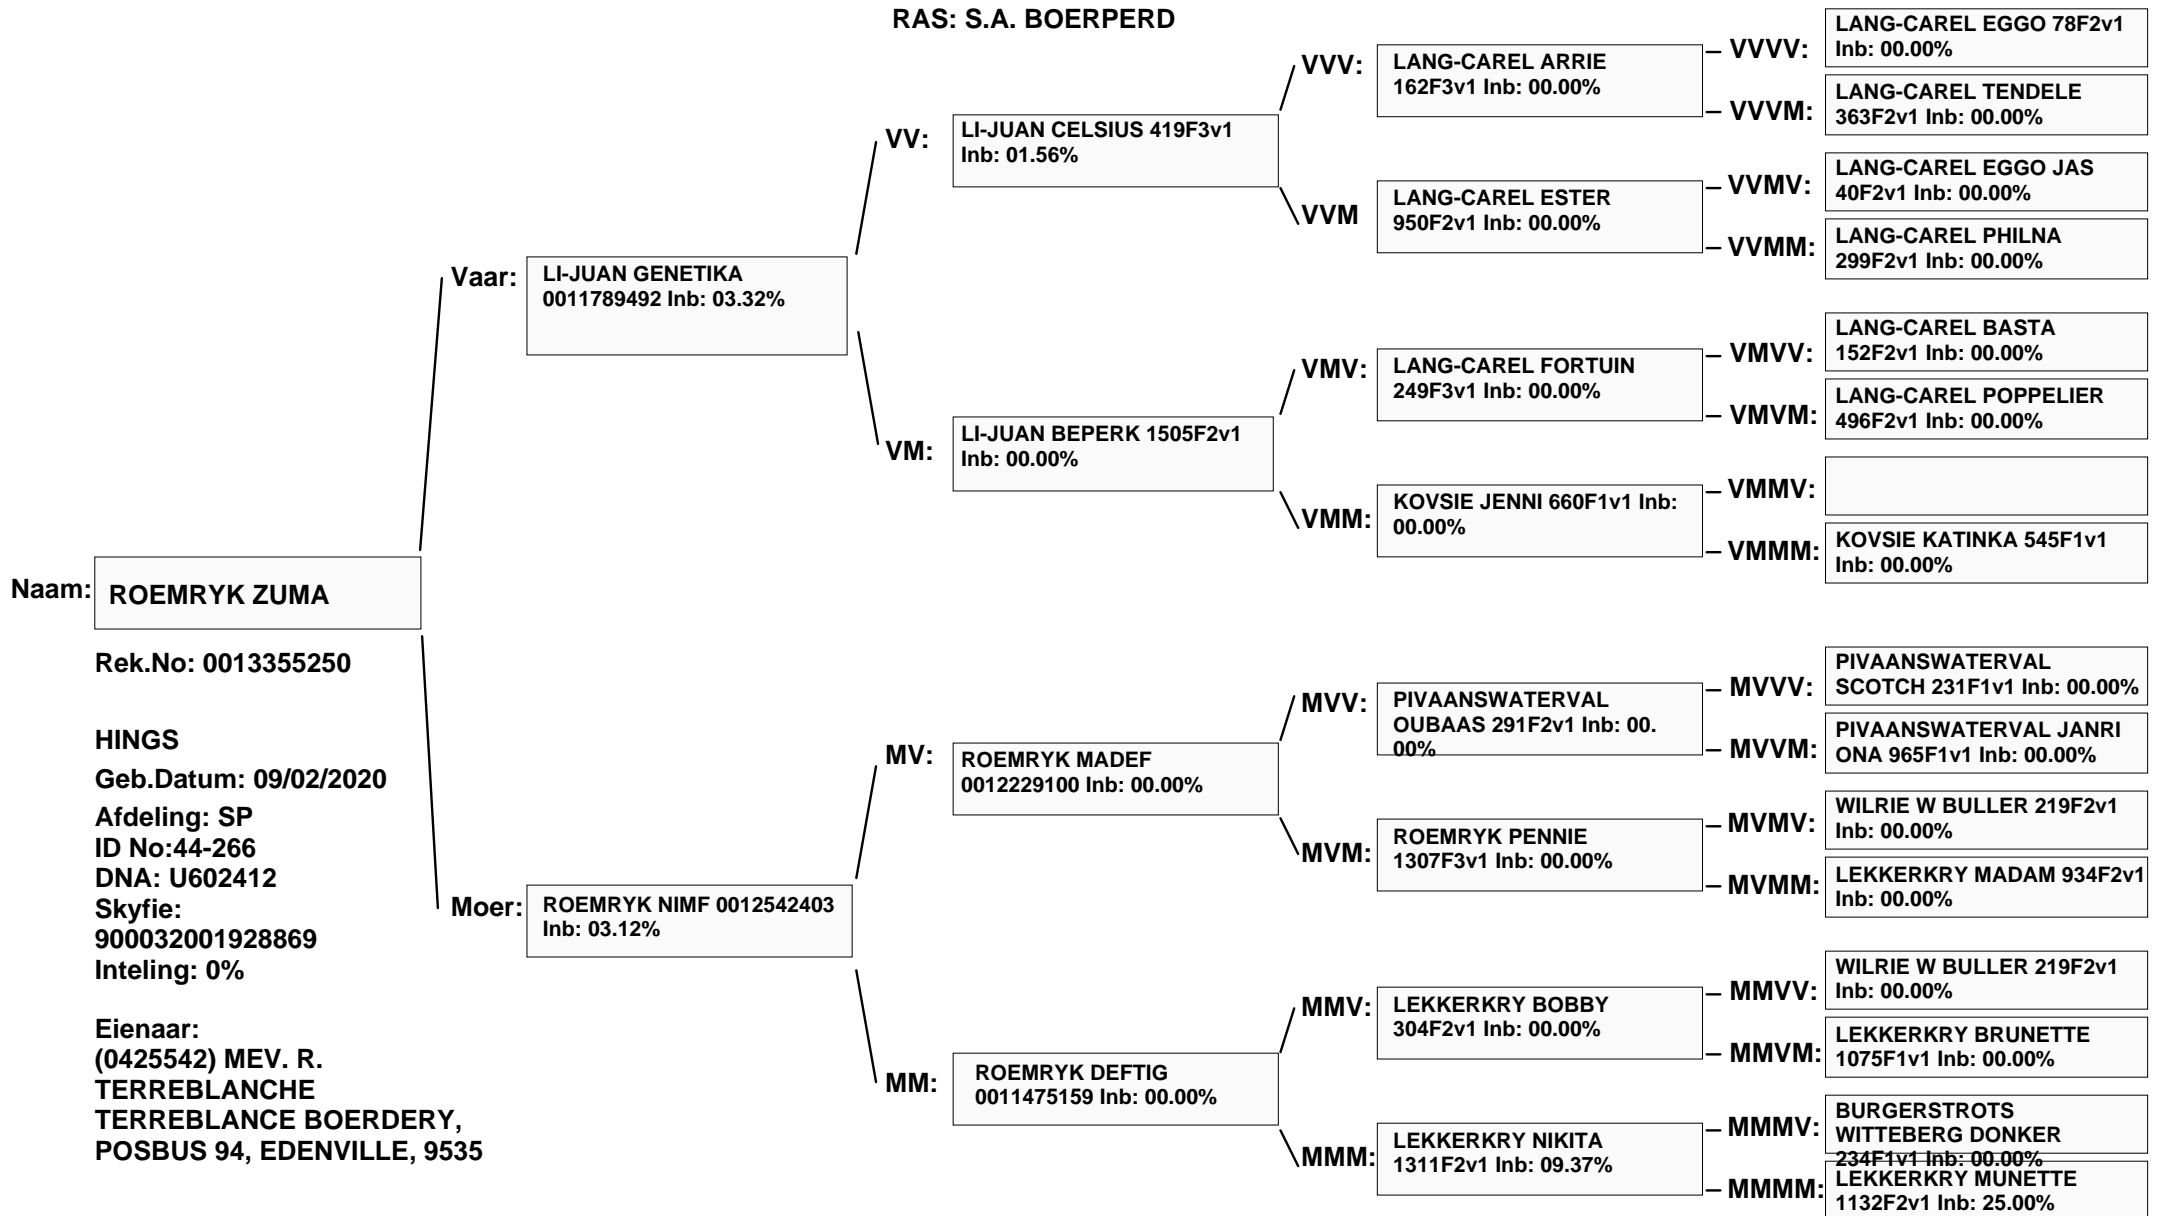 RAS: S.A. BOERPERD
Naam:
ROEMRYK ZUMA
Rek.No: 0013355250
HINGS
Geb.Datum: 09/02/2020
Afdeling: SP
ID No:44-266
DNA: U602412
Skyfie:
900032001928869
Inteling: 0%
Eienaar:
(0425542) MEV. R.
TERREBLANCHE
TERREBLANCE BOERDERY,
POSBUS 94, EDENVILLE, 9535
Vaar:
LI-JUAN GENETIKA
0011789492 Inb: 03.32%
Moer:
ROEMRYK NIMF 0012542403
Inb: 03.12%
VV:
LI-JUAN CELSIUS 419F3v1
Inb: 01.56%
VM:
LI-JUAN BEPERK 1505F2v1
Inb: 00.00%
MV:
ROEMRYK MADEF
0012229100 Inb: 00.00%
MM:
ROEMRYK DEFTIG
0011475159 Inb: 00.00%
VVV:
LANG-CAREL ARRIE
162F3v1 Inb: 00.00%
VVM
LANG-CAREL ESTER
950F2v1 Inb: 00.00%
VMV:
LANG-CAREL FORTUIN
249F3v1 Inb: 00.00%
VMM:
KOVSIE JENNI 660F1v1 Inb:
00.00%
MVV:
PIVAANSWATERVAL
OUBAAS 291F2v1 Inb: 00.
00%
MVM:
ROEMRYK PENNIE
1307F3v1 Inb: 00.00%
MMV:
LEKKERKRY BOBBY
304F2v1 Inb: 00.00%
MMM:
LEKKERKRY NIKITA
1311F2v1 Inb: 09.37%
VVVV:
LANG-CAREL EGGO 78F2v1
Inb: 00.00%
VVVM:
LANG-CAREL TENDELE
363F2v1 Inb: 00.00%
VVMV:
LANG-CAREL EGGO JAS
40F2v1 Inb: 00.00%
VVMM:
LANG-CAREL PHILNA
299F2v1 Inb: 00.00%
VMVV:
LANG-CAREL BASTA
152F2v1 Inb: 00.00%
VMVM:
LANG-CAREL POPPELIER
496F2v1 Inb: 00.00%
VMMV:
VMMM:
KOVSIE KATINKA 545F1v1
Inb: 00.00%
MVVV:
PIVAANSWATERVAL
SCOTCH 231F1v1 Inb: 00.00%
MVVM:
PIVAANSWATERVAL JANRI
ONA 965F1v1 Inb: 00.00%
MVMV:
WILRIE W BULLER 219F2v1
Inb: 00.00%
MVMM:
LEKKERKRY MADAM 934F2v1
Inb: 00.00%
MMVV:
WILRIE W BULLER 219F2v1
Inb: 00.00%
MMVM:
LEKKERKRY BRUNETTE
1075F1v1 Inb: 00.00%
MMMV:
BURGERSTROTS
WITTEBERG DONKER
234F1v1 Inb: 00.00%
MMMM:
LEKKERKRY MUNETTE
1132F2v1 Inb: 25.00%